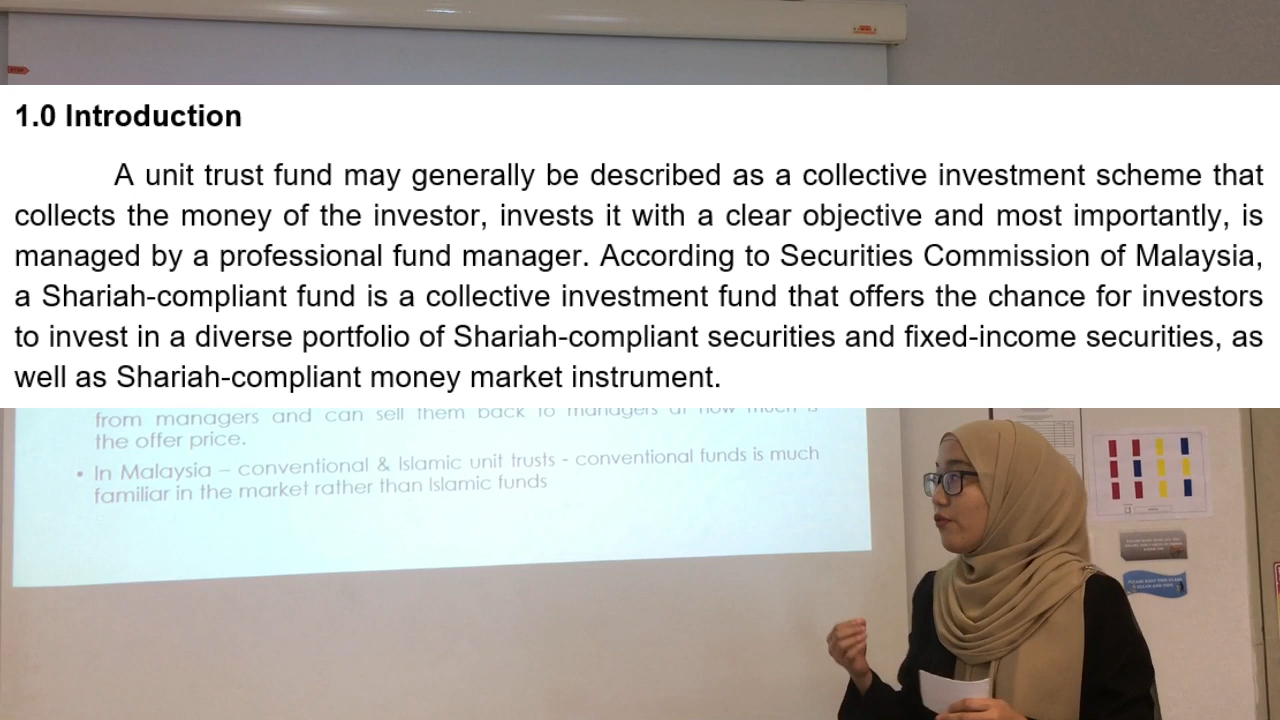 1.0 Introduction
A unit trust fund may generally be described as a collective investment scheme that
collects the money of the investor, invests it with a clear objective and most importantly, is
managed by a professional fund manager. According to Securities Commission of Malaysia,
a Shariah-compliant fund is a collective investment fund that offers the chance for investors
to invest in a diverse portfolio of Shariah-compliant securities and fixed-income securities, as
well as Shariah-compliant money market instrument.
from managers and can sell them back to managers at how much is
the offer price.
• In Malaysia – conventional & Islamic unit trusts - conventional funds is much
familiar in the market rather than Islamic funds